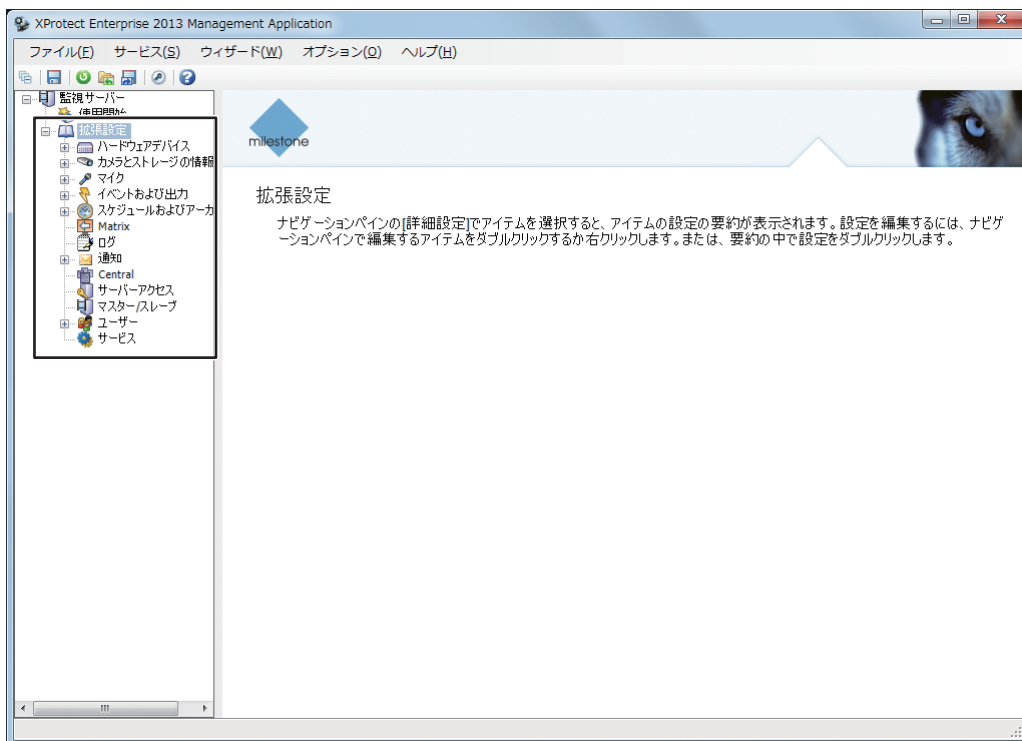 XProtect Enterprise 2013 Management Application
ファイル(F) サービス(S) ウィザード(W) オプション(O) ヘルプ(H)
監視サーバー
拡張設定
ハードウェアデバイス
カメラとストレージの情報
マイク
イベントおよび出力
スケジュールおよびアーカ
Matrix
ログ
通知
Central
サーバーアクセス
マスター/スレーブ
ユーザー
サービス
milestone
拡張設定
ナビゲーションペインの[詳細設定]でアイテムを選択すると、アイテムの設定の要約が表示されます。設定を編集するには、ナビゲ
ーションペインで編集するアイテムをダブルクリックするか右クリックします。または、要約の中で設定をダブルクリックします。